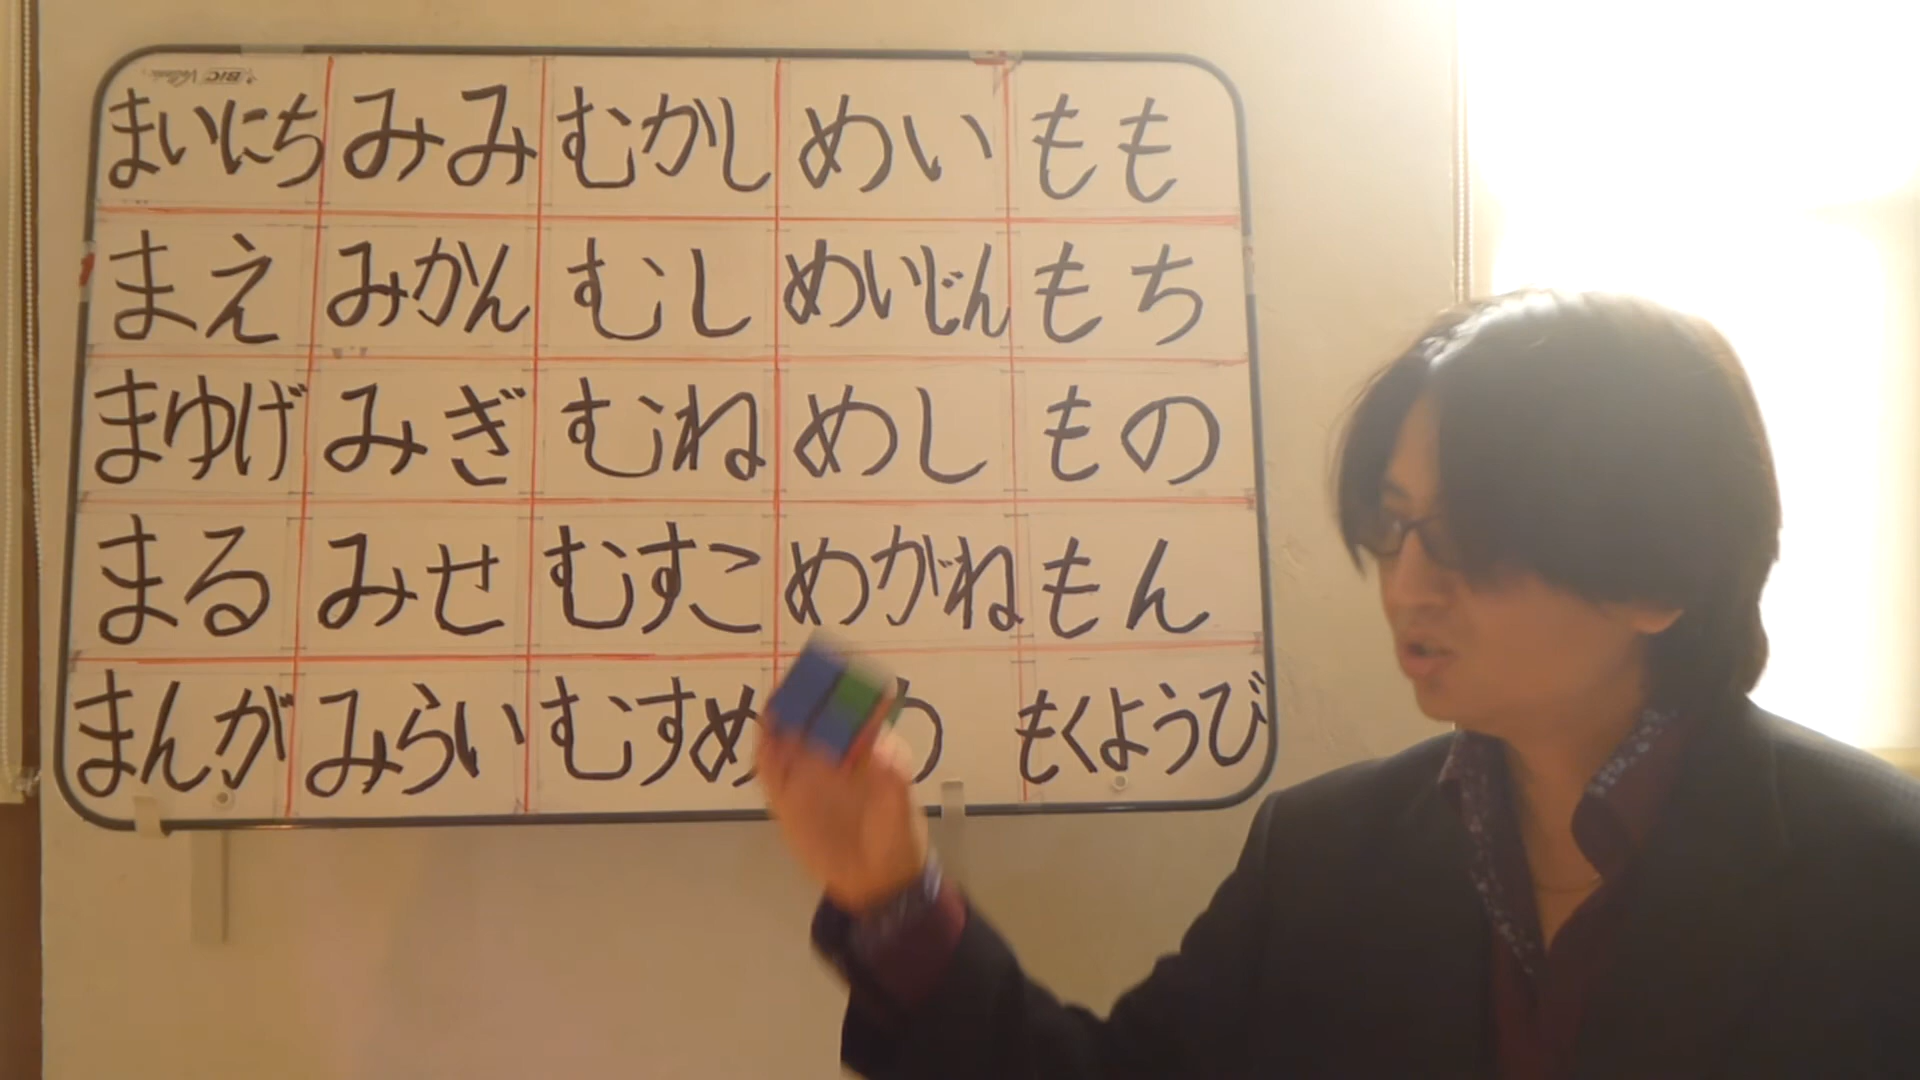 BIC Velleda
まいにち みみ むかし めい もも
まえ みかん むし めいじん もち
まゆげ みぎ むね めし もの
まる みせ むすこ めがね もん
まんが みらい むすめ もくようび